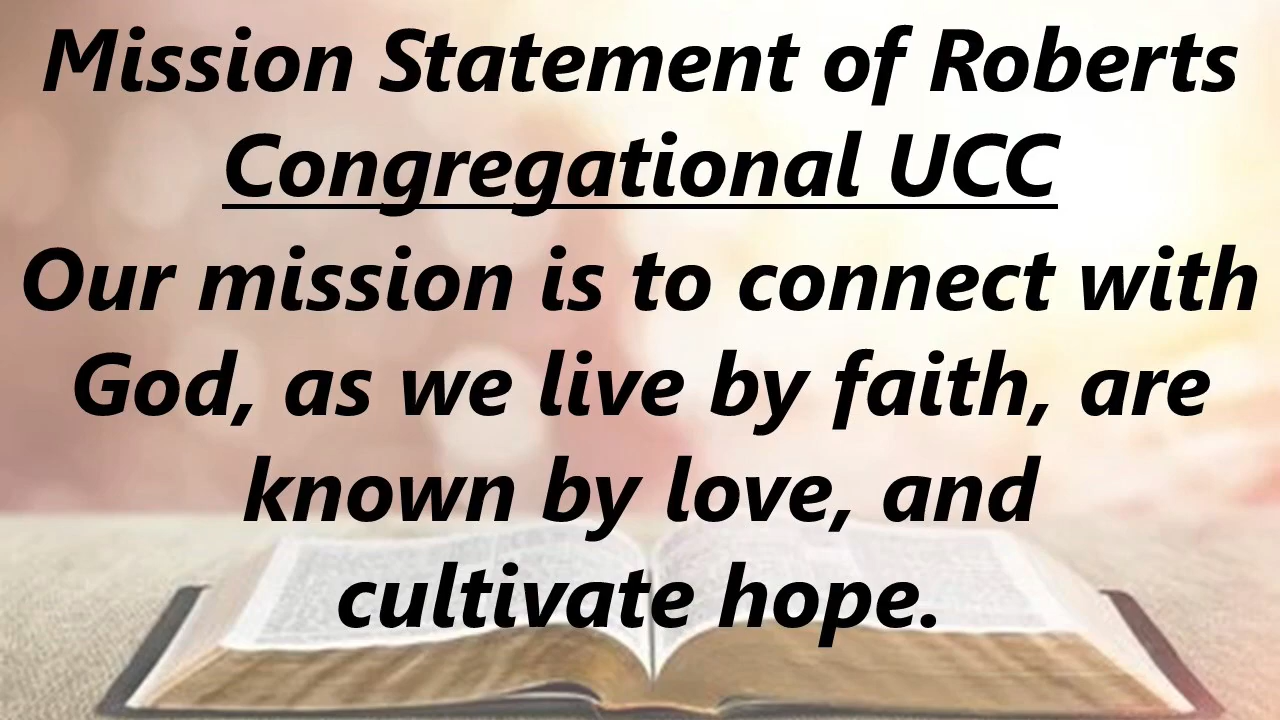 Mission Statement of Roberts
Congregational UCC
Our mission is to connect with
God, as we live by faith, are
known by love, and
cultivate hope.